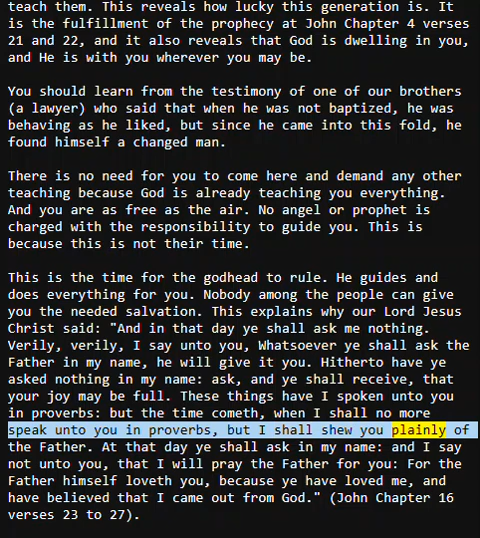 teach them. This reveals how lucky this generation is. It
is the fulfillment of the prophecy at John Chapter 4 verses
21 and 22, and it also reveals that God is dwelling in you,
and He is with you wherever you may be.
You should learn from the testimony of one of our brothers
(a lawyer) who said that when he was not baptized, he was
behaving as he liked, but since he came into this fold, he
found himself a changed man.
There is no need for you to come here and demand any other
teaching because God is already teaching you everything.
And you are as free as the air. No angel or prophet is
charged with the responsibility to guide you. This is
because this is not their time.
This is the time for the godhead to rule. He guides and
does everything for you. Nobody among the people can give
you the needed salvation. This explains why our Lord Jesus
Christ said: "And in that day ye shall ask me nothing.
Verily, verily, I say unto you, Whatsoever ye shall ask the
Father in my name, he will give it you. Hitherto have ye
asked nothing in my name: ask, and ye shall receive, that
your joy may be full. These things have I spoken unto you
in proverbs: but the time cometh, when I shall no more
speak unto you in proverbs, but I shall shew you plainly of
the Father. At that day ye shall ask in my name: and I say
not unto you, that I will pray the Father for you: For the
Father himself loveth you, because ye have loved me, and
have believed that I came out from God." (John Chapter 16
verses 23 to 27).